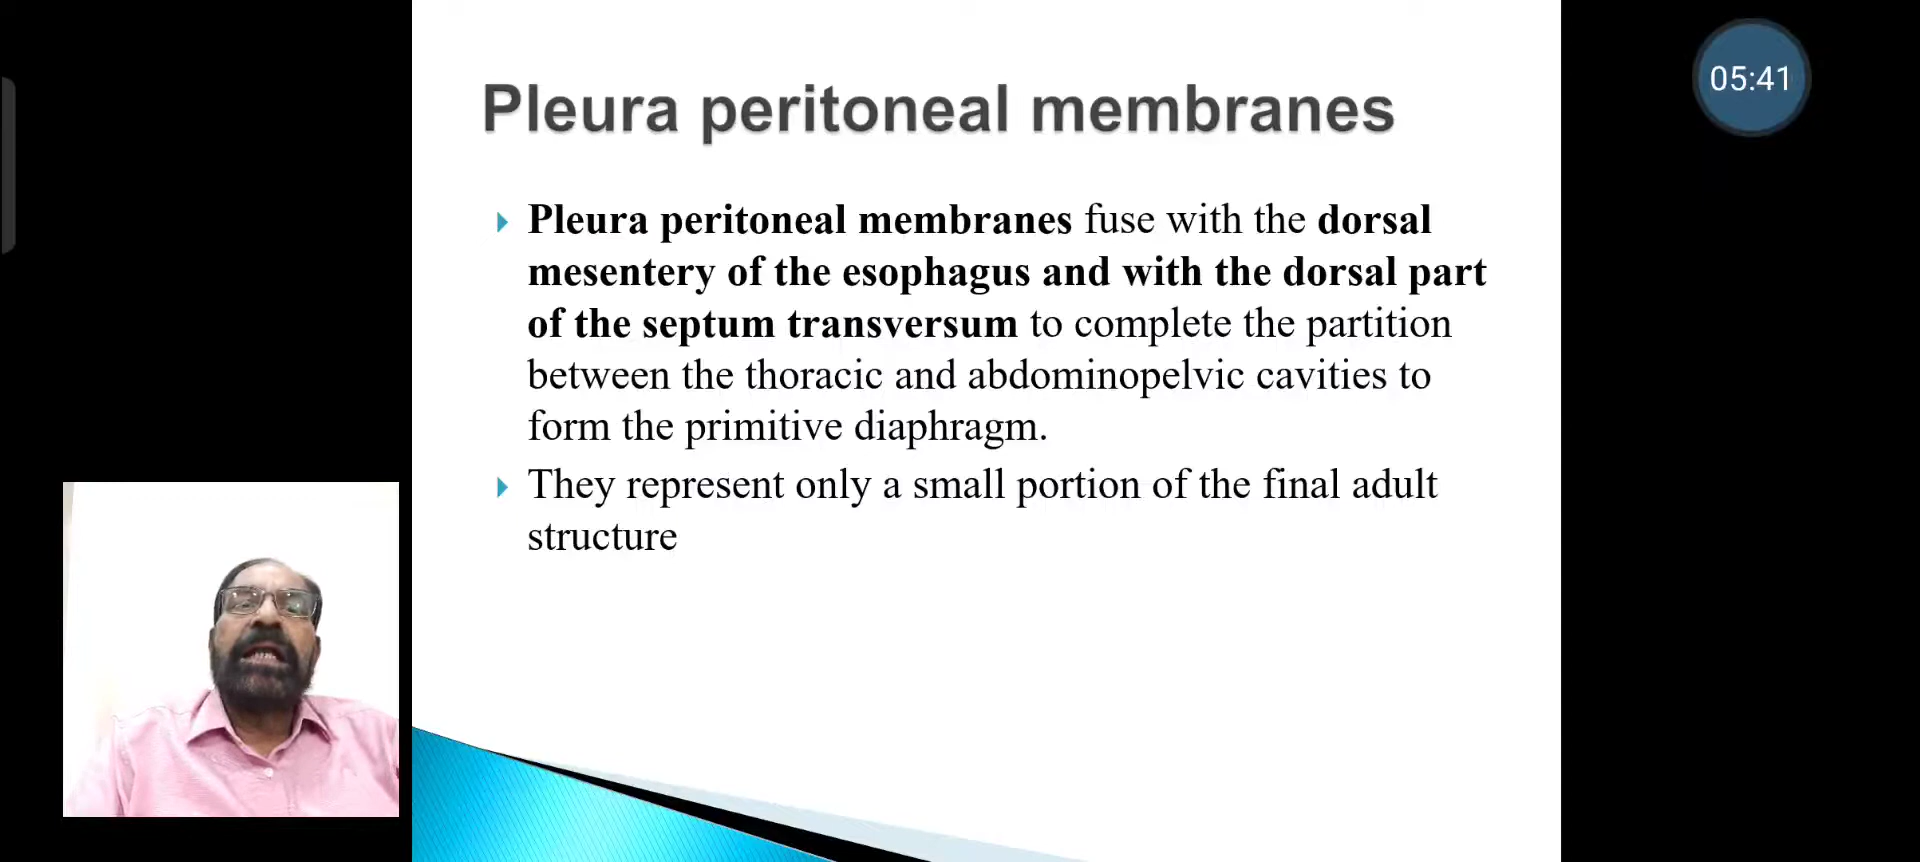 Pleura peritoneal membranes
05:41
Pleura peritoneal membranes fuse with the dorsal
mesentery of the esophagus and with the dorsal part
of the septum transversum to complete the partition
between the thoracic and abdominopelvic cavities to
form the primitive diaphragm.
They represent only a small portion of the final adult
structure